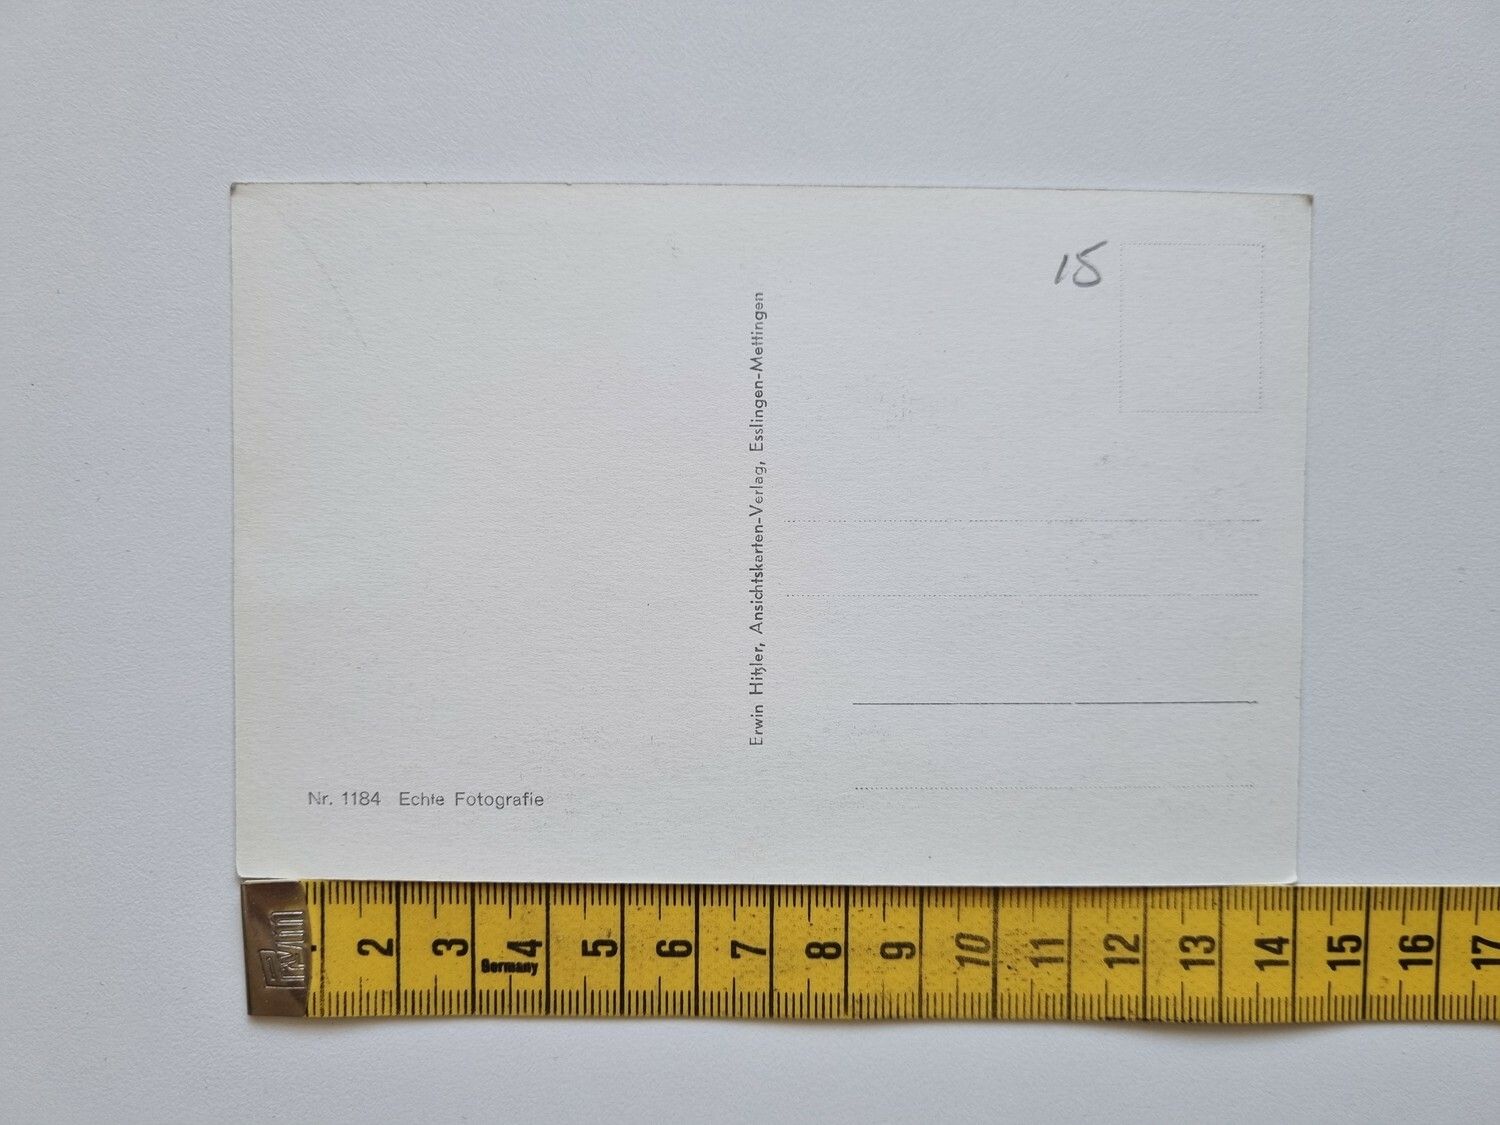 15
Erwin Hitzler, Ansichtskarten-Verlag, Esslingen-Mettingen
Nr. 1184 Echte Fotografie
Prym
2 3 4 5 6 7 8 9 10 11 12 13 14 15 16 17
Germany